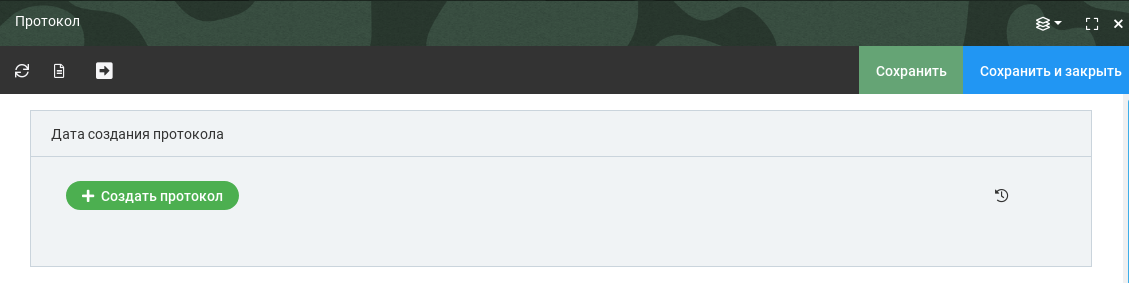 Протокол
Сохранить
Сохранить и закрыть
Дата создания протокола
Создать протокол